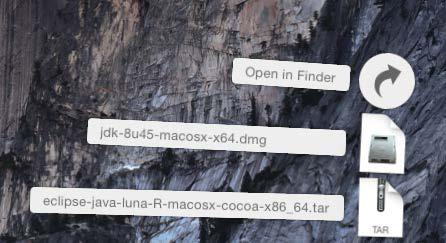 Open in Finder
jdk-8u45-macosx-x64.dmg
eclipse-java-luna-R-macosx-cocoa-x86_64.tar
TAR